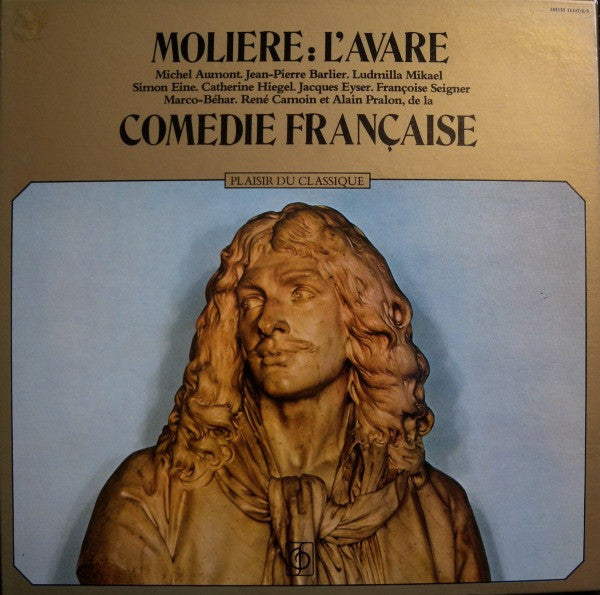 MOLIERE: L'AVARE
Michel Aumont. Jean-Pierre Barlier. Ludmilla Mikael
Simon Eine. Catherine Hiegel. Jacques Eyser. Françoise Seigner
Marco-Béhar. René Camoin et Alain Pralon, de la
COMEDIE FRANÇAISE
PLAISIR DU CLASSIQUE